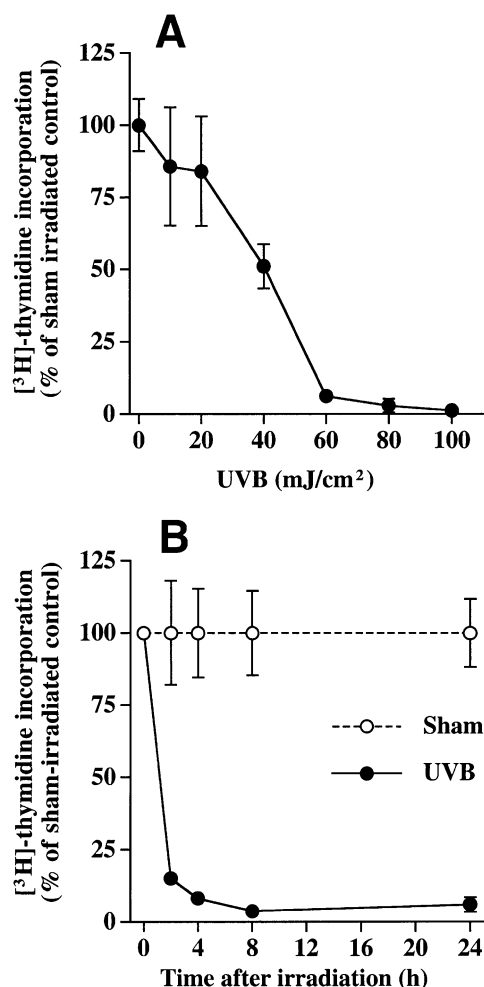 A
[³H]-thymidine incorporation
(% of sham irradiated control)
125
100
75
50
25
0
0 20 40 60 80 100
UVB (mJ/cm²)
B
[³H]-thymidine incorporation
(% of sham-irradiated control)
125
100
75
50
25
0
Sham
UVB
0 4 8 12 16 20 24
Time after irradiation (h)